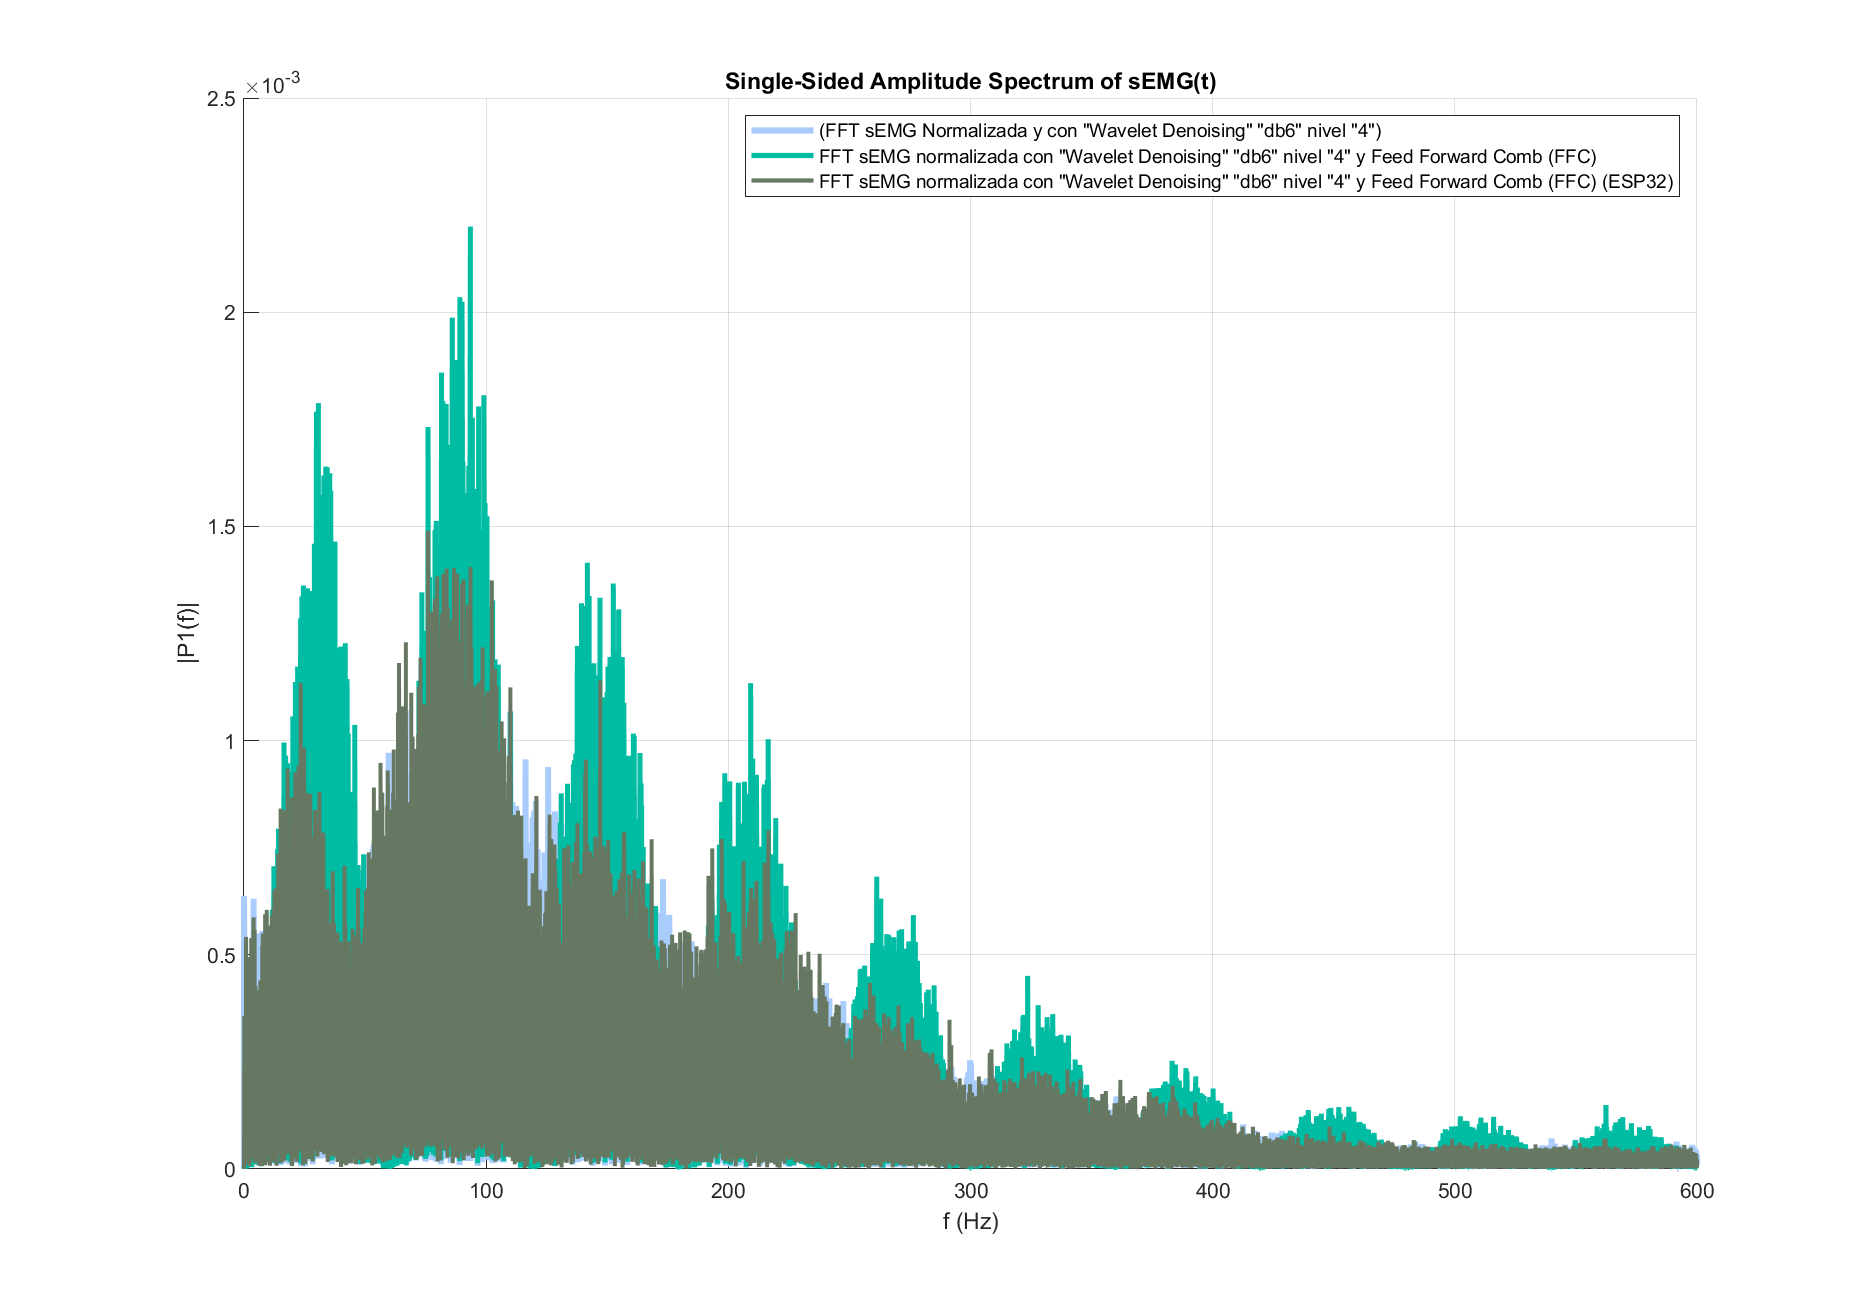 Single-Sided Amplitude Spectrum of sEMG(t)
×10-3
(FFT sEMG Normalizada y con "Wavelet Denoising" "db6" nivel "4")
FFT sEMG normalizada con "Wavelet Denoising" "db6" nivel "4" y Feed Forward Comb (FFC)
FFT sEMG normalizada con "Wavelet Denoising" "db6" nivel "4" y Feed Forward Comb (FFC) (ESP32)
2.5
2
1.5
1
0.5
0
|P1(f)|
0 100 200 300 400 500 600
f (Hz)